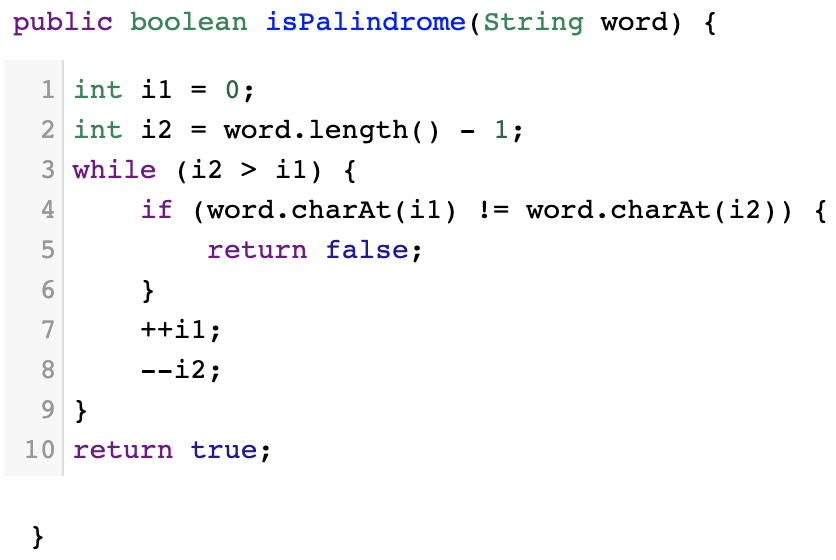 public boolean isPalindrome(String word) {
1 int i1 = 0;
2 int i2 = word.length() - 1;
3 while (i2 > i1) {
4     if (word.charAt(i1) != word.charAt(i2)) {
5         return false;
6     }
7     ++i1;
8     --i2;
9 }
10 return true;
}